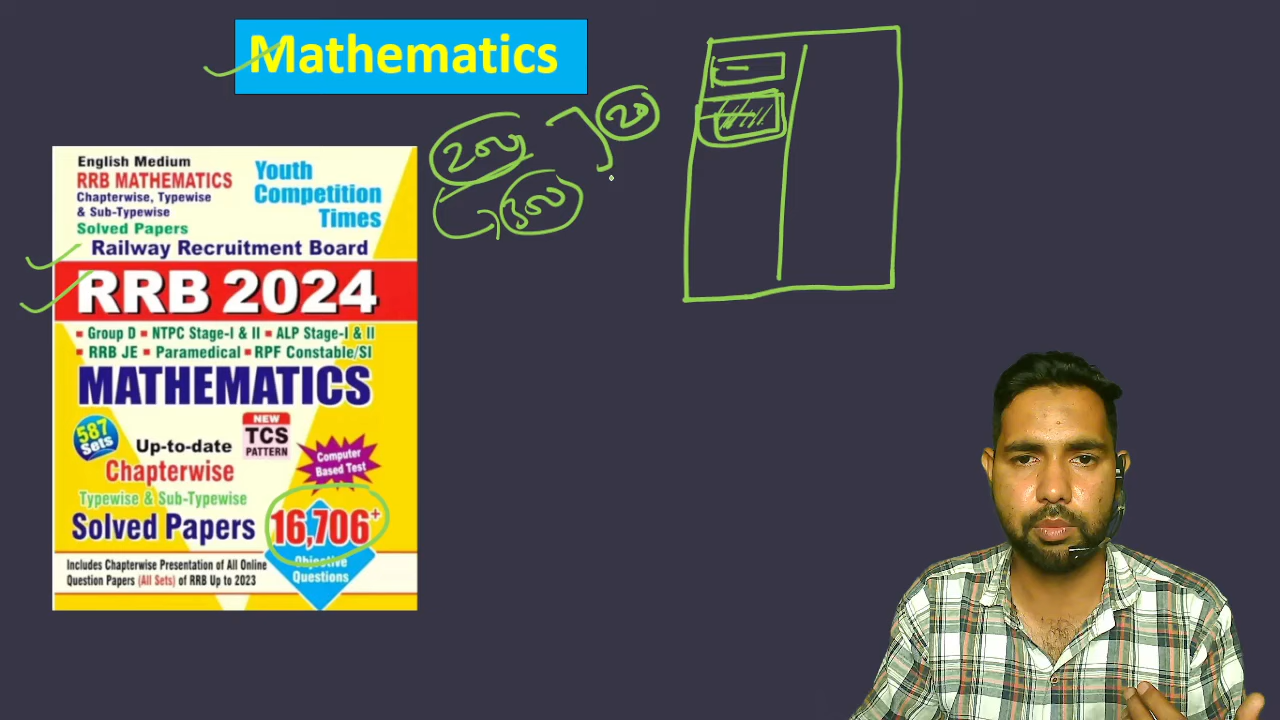 Mathematics
200
20
300
English Medium
RRB MATHEMATICS
Chapterwise, Typewise
& Sub-Typewise
Solved Papers
Youth
Competition
Times
Railway Recruitment Board
RRB 2024
▪ Group D ▪ NTPC Stage-I & II ▪ ALP Stage-I & II
▪ RRB JE ▪ Paramedical ▪ RPF Constable/SI
MATHEMATICS
587
Sets
Up-to-date
NEW
TCS
PATTERN
Computer
Based Test
Chapterwise
Typewise & Sub-Typewise
Solved Papers
16,706+
Objective
Questions
Includes Chapterwise Presentation of All Online
Question Papers (All Sets) of RRB Up to 2023